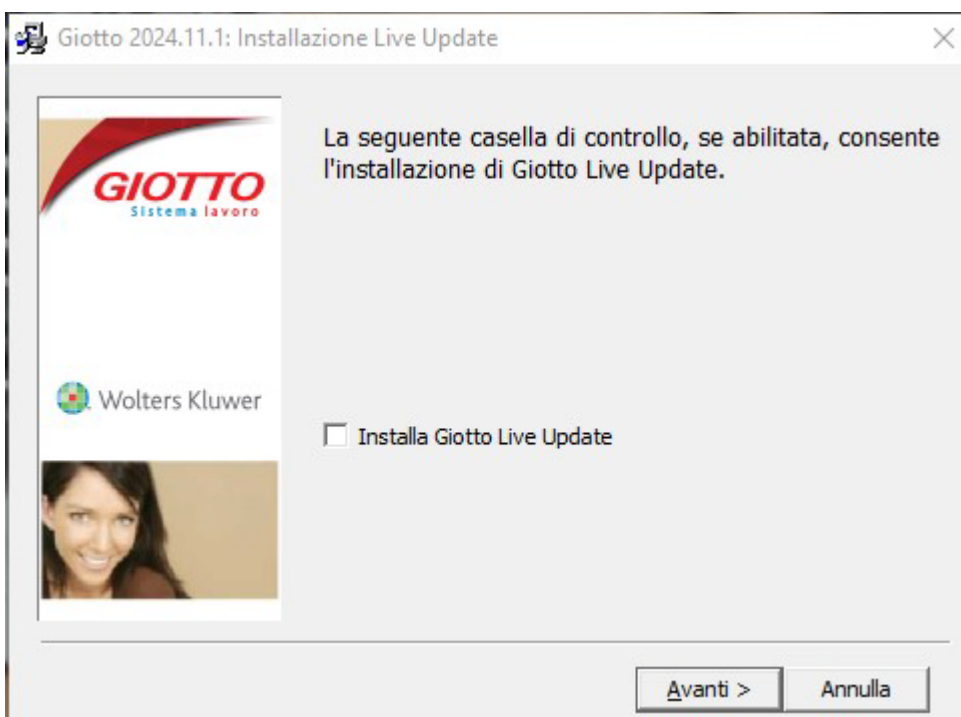 Giotto 2024.11.1: Installazione Live Update
GIOTTO
Sistema lavoro
La seguente casella di controllo, se abilitata, consente
l'installazione di Giotto Live Update.
Wolters Kluwer
Installa Giotto Live Update
Avanti >
Annulla